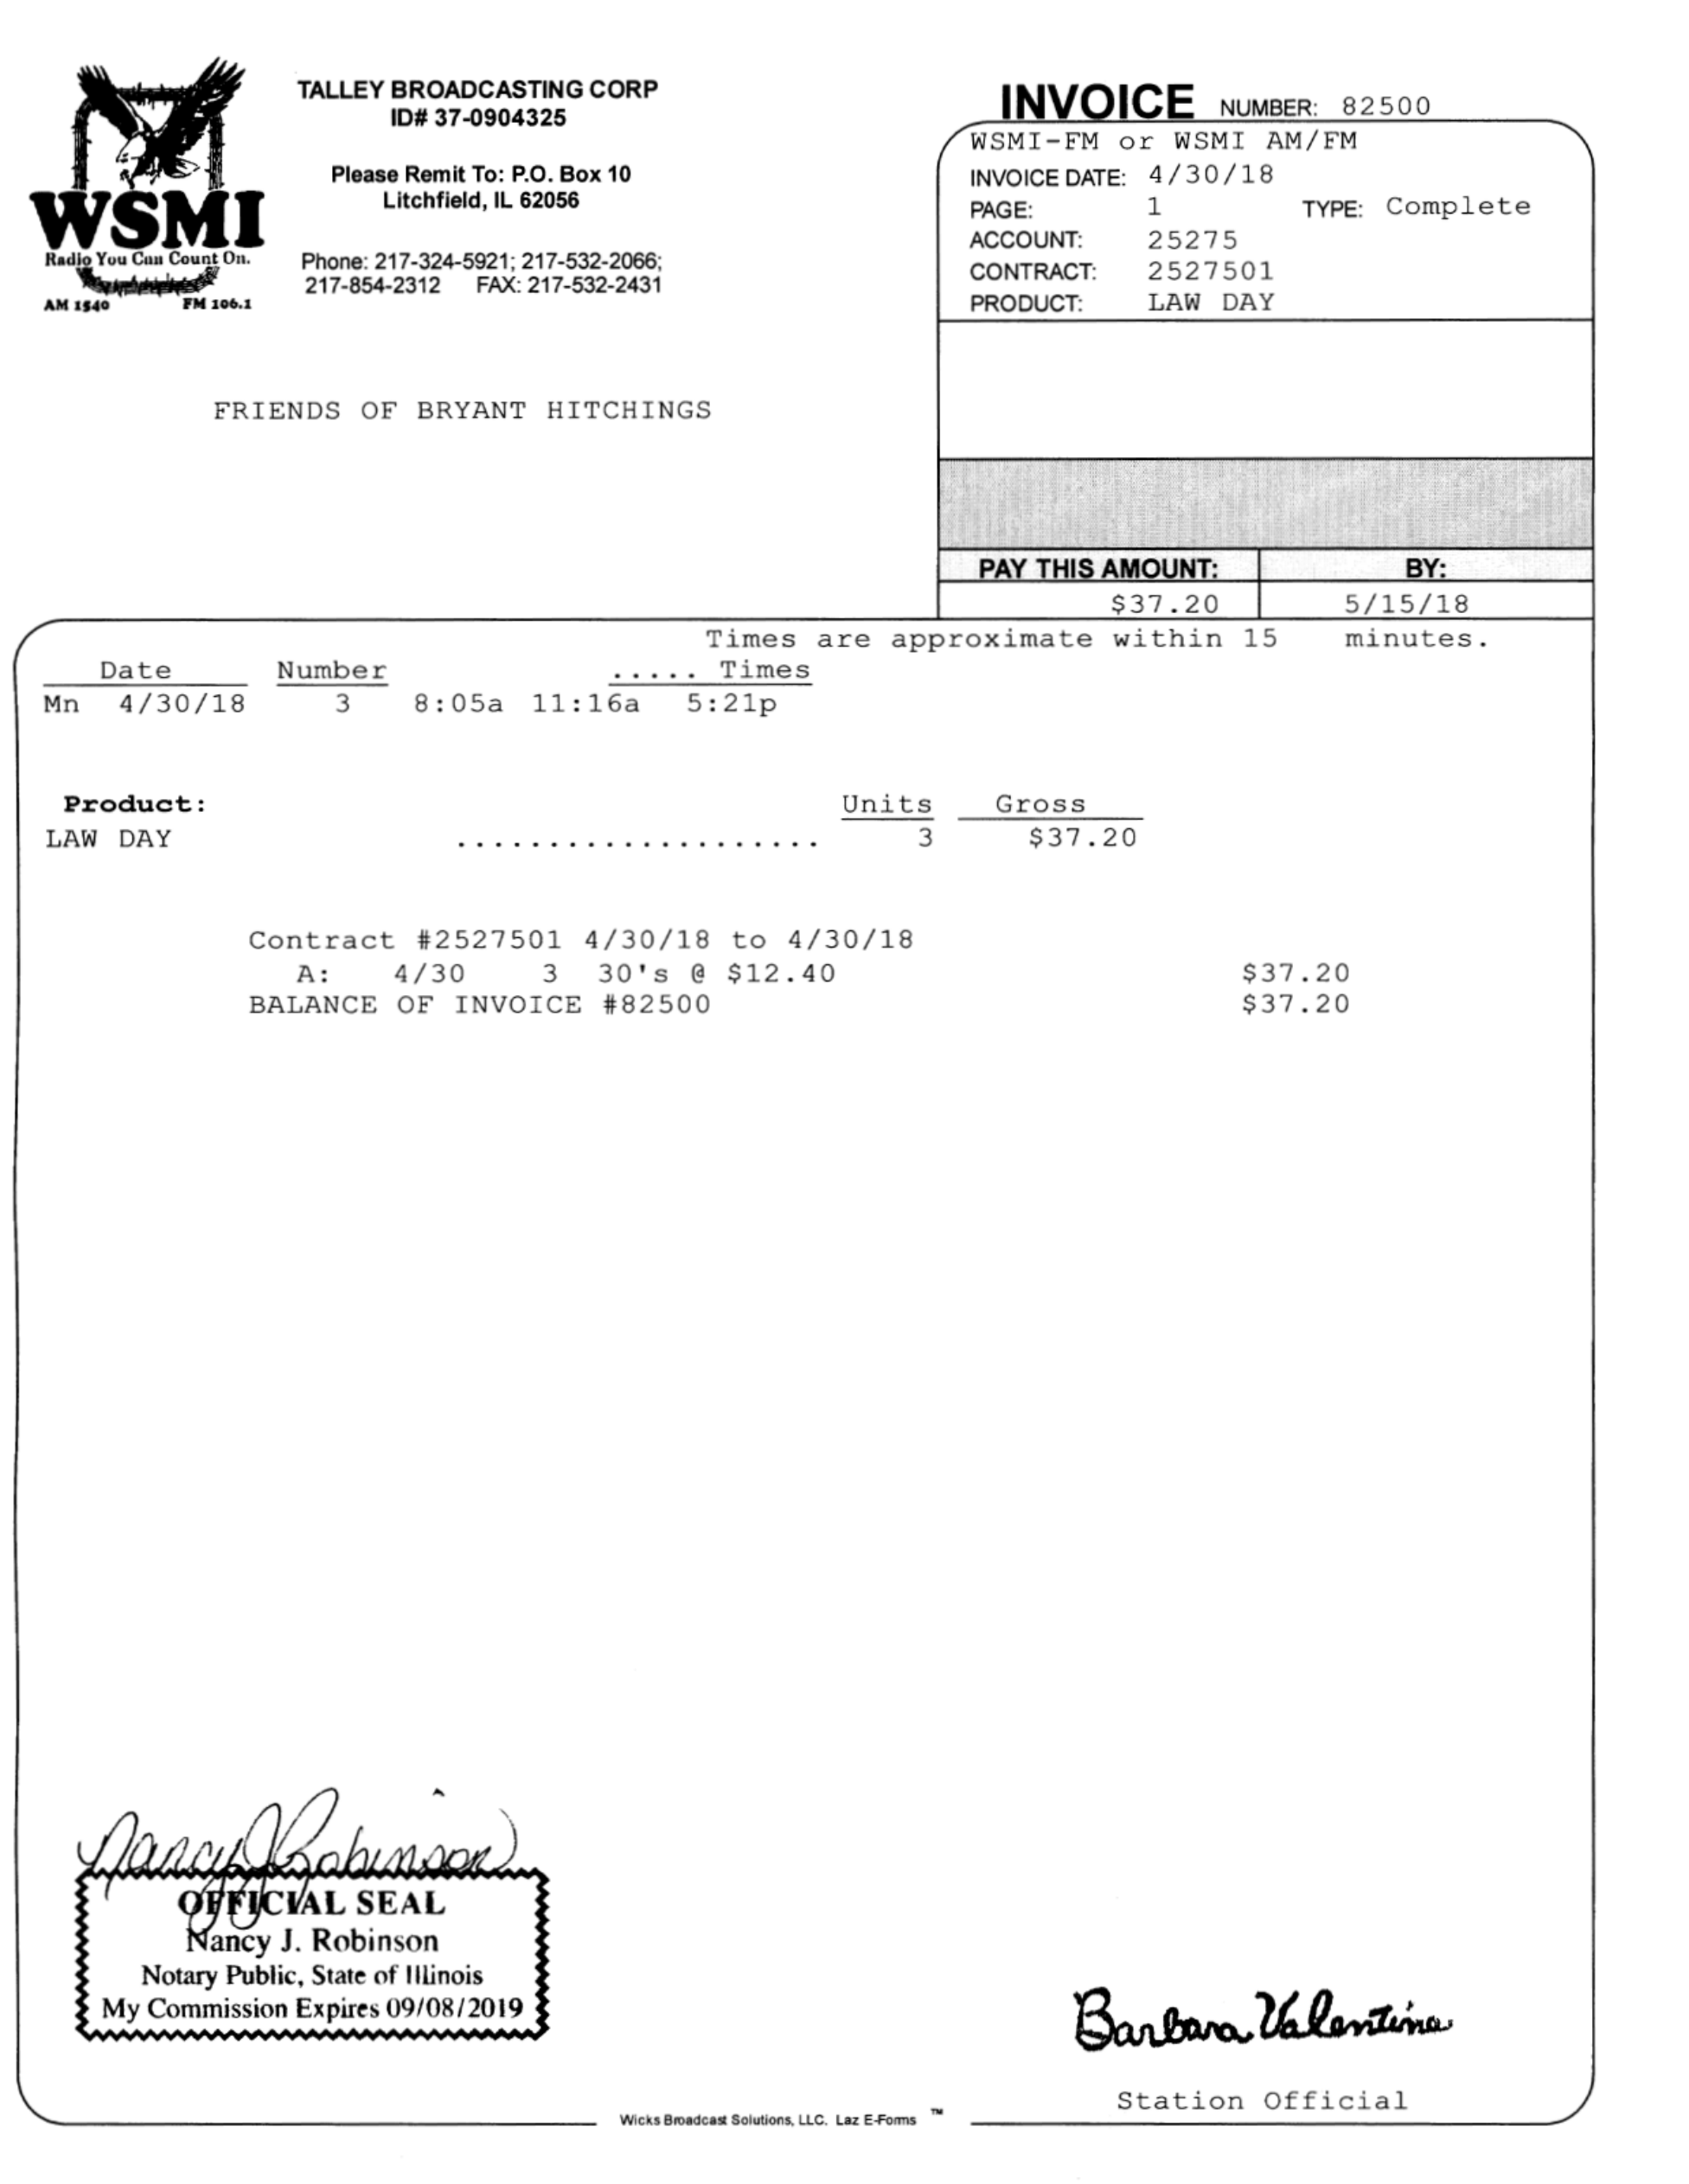 TALLEY BROADCASTING CORP
ID# 37-0904325
Please Remit To: P.O. Box 10
Litchfield, IL 62056
Phone: 217-324-5921; 217-532-2066;
217-854-2312 FAX: 217-532-2431
WSMI
Radio You Can Count On.
AM 1540 FM 106.1
INVOICE NUMBER: 82500
WSMI-FM or WSMI AM/FM
INVOICE DATE: 4/30/18
PAGE: 1 TYPE: Complete
ACCOUNT: 25275
CONTRACT: 2527501
PRODUCT: LAW DAY
FRIENDS OF BRYANT HITCHINGS
PAY THIS AMOUNT: BY:
$37.20 5/15/18
Times are approximate within 15 minutes.
Date Number ..... Times
Mn 4/30/18 3 8:05a 11:16a 5:21p
Product: Units Gross
LAW DAY .................... 3 $37.20
Contract #2527501 4/30/18 to 4/30/18
A: 4/30 3 30's @ $12.40 $37.20
BALANCE OF INVOICE #82500 $37.20
Nancy J Robinson
OFFICIAL SEAL
Nancy J. Robinson
Notary Public, State of Illinois
My Commission Expires 09/08/2019
Barbara Valentine
Station Official
Wicks Broadcast Solutions, LLC. Laz E-Forms ™